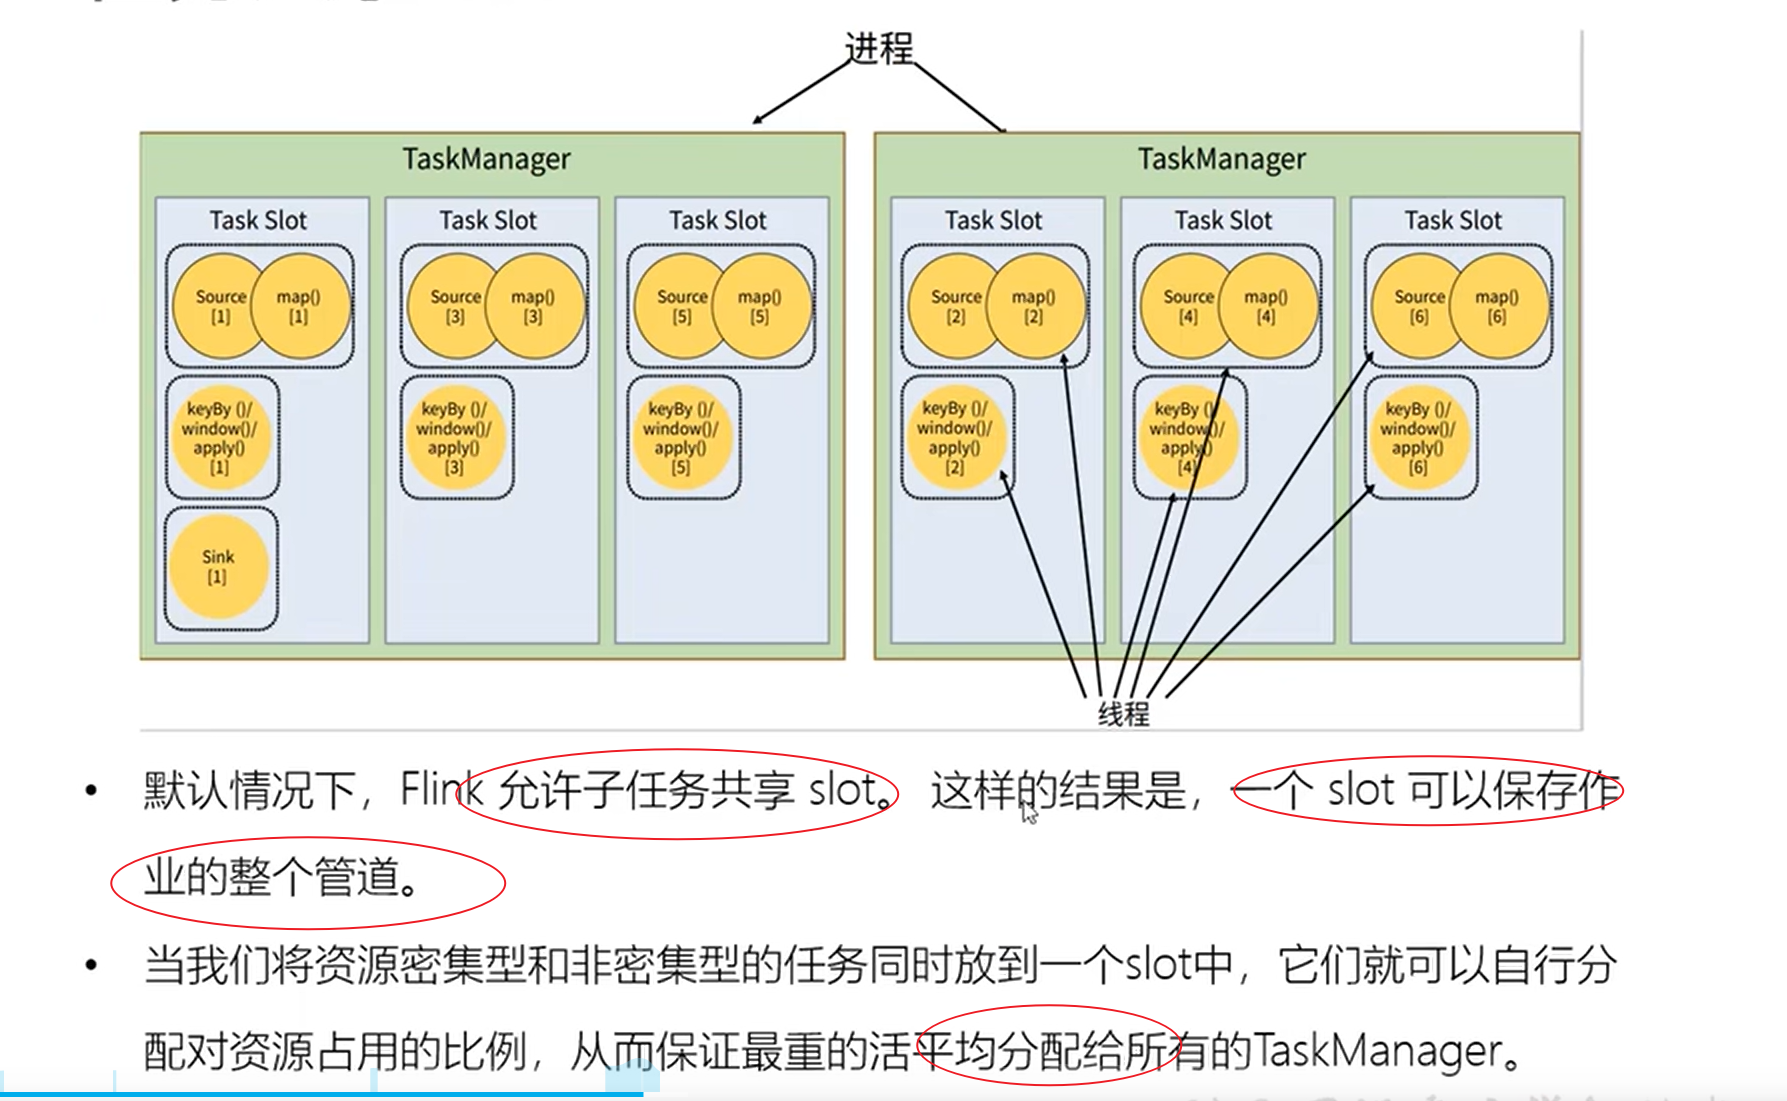 进程
TaskManager
Task Slot
Source
[1]
map()
[1]
keyBy ()/
window()/
apply()
[1]
Sink
[1]
Task Slot
Source
[3]
map()
[3]
keyBy ()/
window()/
apply()
[3]
Task Slot
Source
[5]
map()
[5]
keyBy ()/
window()/
apply()
[5]
TaskManager
Task Slot
Source
[2]
map()
[2]
keyBy ()/
window()/
apply()
[2]
Task Slot
Source
[4]
map()
[4]
keyBy ()/
window()/
apply()
[4]
Task Slot
Source
[6]
map()
[6]
keyBy ()/
window()/
apply()
[6]
线程
• 默认情况下，Flink 允许子任务共享 slot。 这样的结果是，一个 slot 可以保存作
业的整个管道。
• 当我们将资源密集型和非密集型的任务同时放到一个slot中，它们就可以自行分
配对资源占用的比例，从而保证最重的活平均分配给所有的TaskManager。